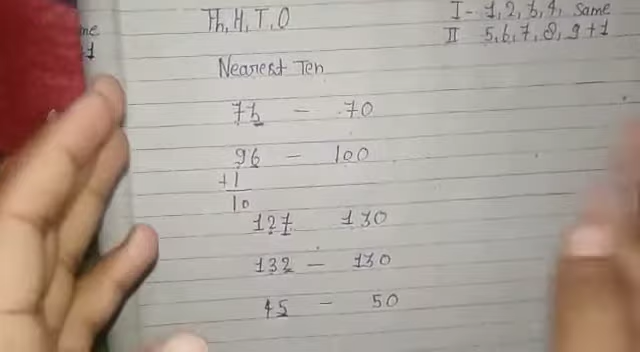 Th, H, T, O
I - 1, 2, 3, 4, Same
II 5, 6, 7, 8, 9 +1
Nearest Ten
73 - 70
96 - 100
+1
10
127 130
132 - 130
45 - 50